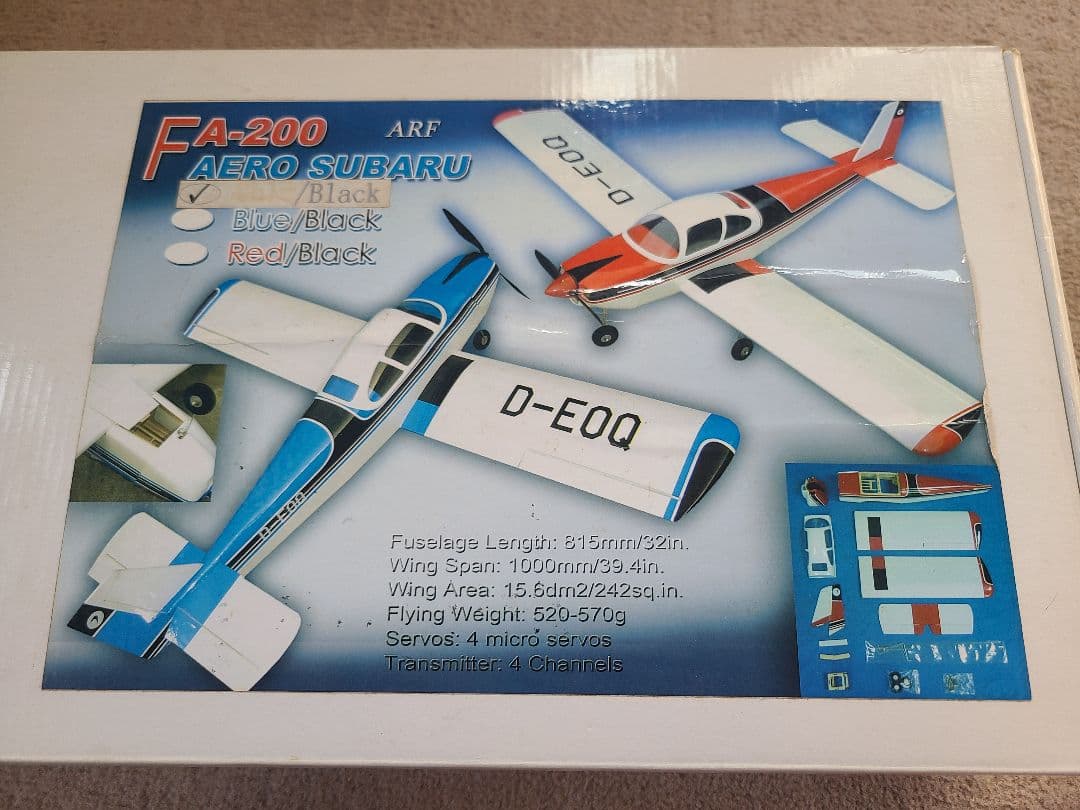 FA-200 ARF
AERO SUBARU
/Black
Blue/Black
Red/Black
D-EOQ
D-EOQ
D-EOQ
Fuselage Length: 815mm/32in.
Wing Span: 1000mm/39.4in.
Wing Area: 15.6dm2/242sq.in.
Flying Weight: 520-570g
Servos: 4 micro servos
Transmitter: 4 Channels